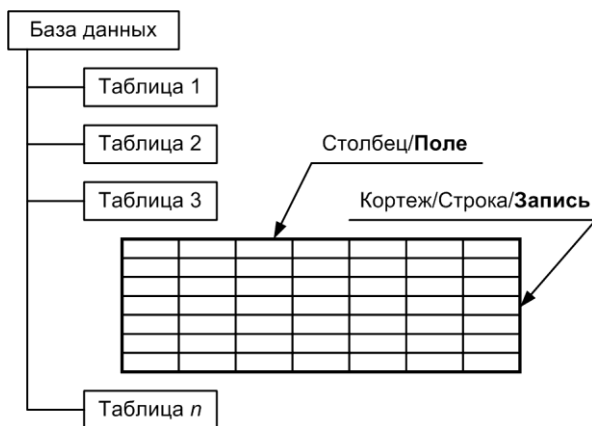 База данных
Таблица 1
Таблица 2
Столбец/Поле
Таблица 3
Кортеж/Строка/Запись
Таблица n